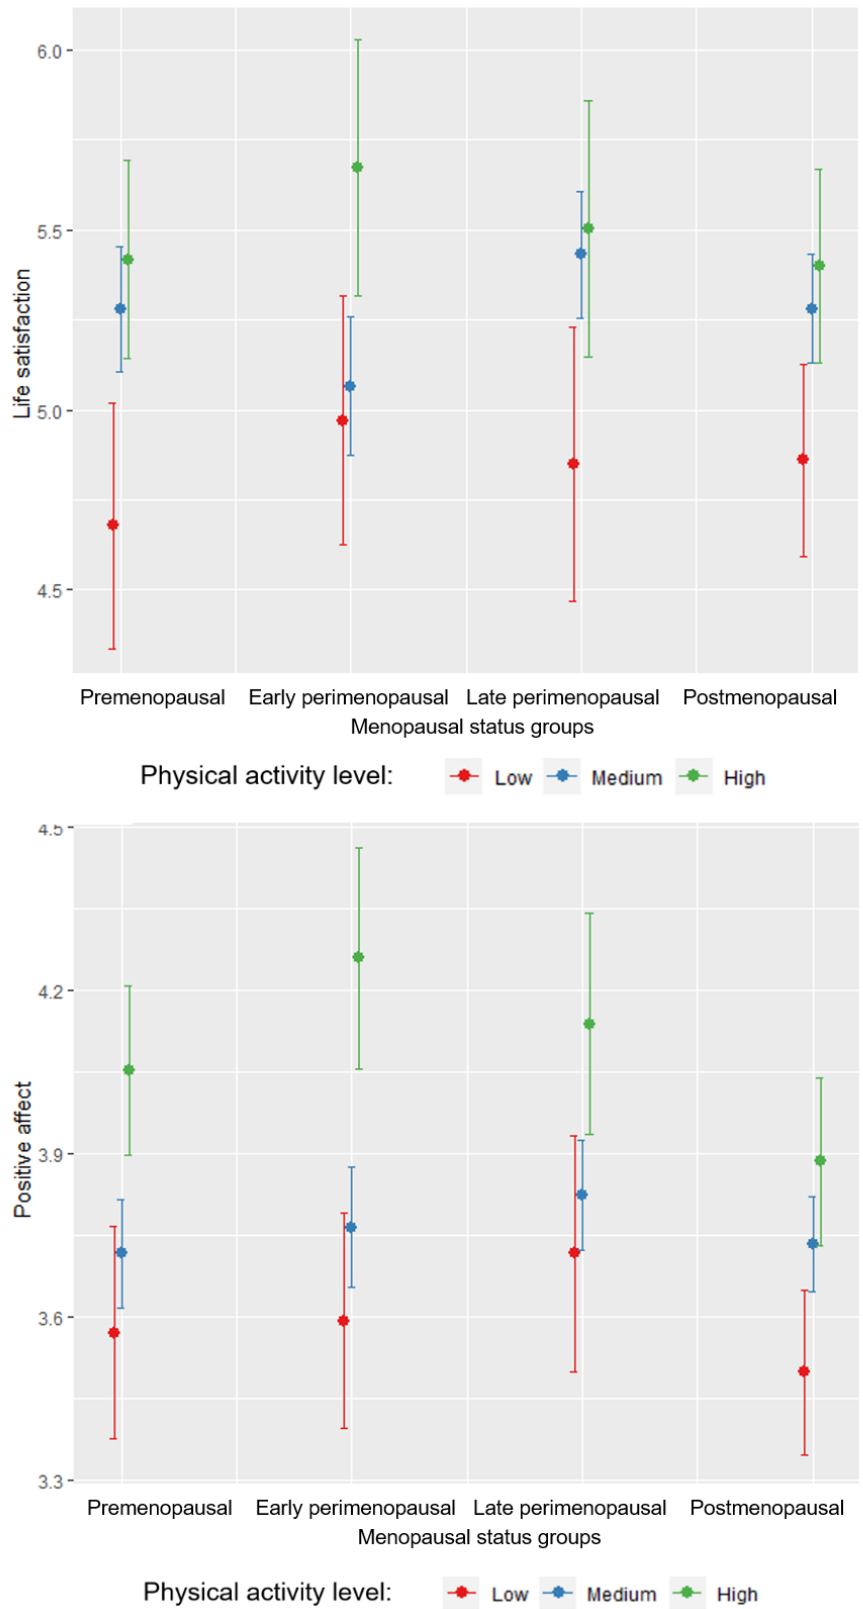 6.0
5.5
5.0
4.5
Life satisfaction
Premenopausal Early perimenopausal Late perimenopausal Postmenopausal
Menopausal status groups
Physical activity level: Low Medium High
4.5
4.2
3.9
3.6
3.3
Positive affect
Premenopausal Early perimenopausal Late perimenopausal Postmenopausal
Menopausal status groups
Physical activity level: Low Medium High